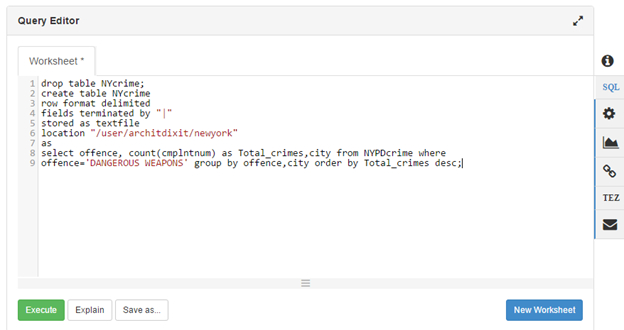 Query Editor
Worksheet *
SQL
1 drop table NYcrime;
2 create table NYcrime
3 row format delimited
4 fields terminated by "|"
5 stored as textfile
6 location "/user/architdixit/newyork"
7 as
8 select offence, count(cmplntnum) as Total_crimes,city from NYPDcrime where
9 offence='DANGEROUS WEAPONS' group by offence,city order by Total_crimes desc;
TEZ
Execute Explain Save as... New Worksheet